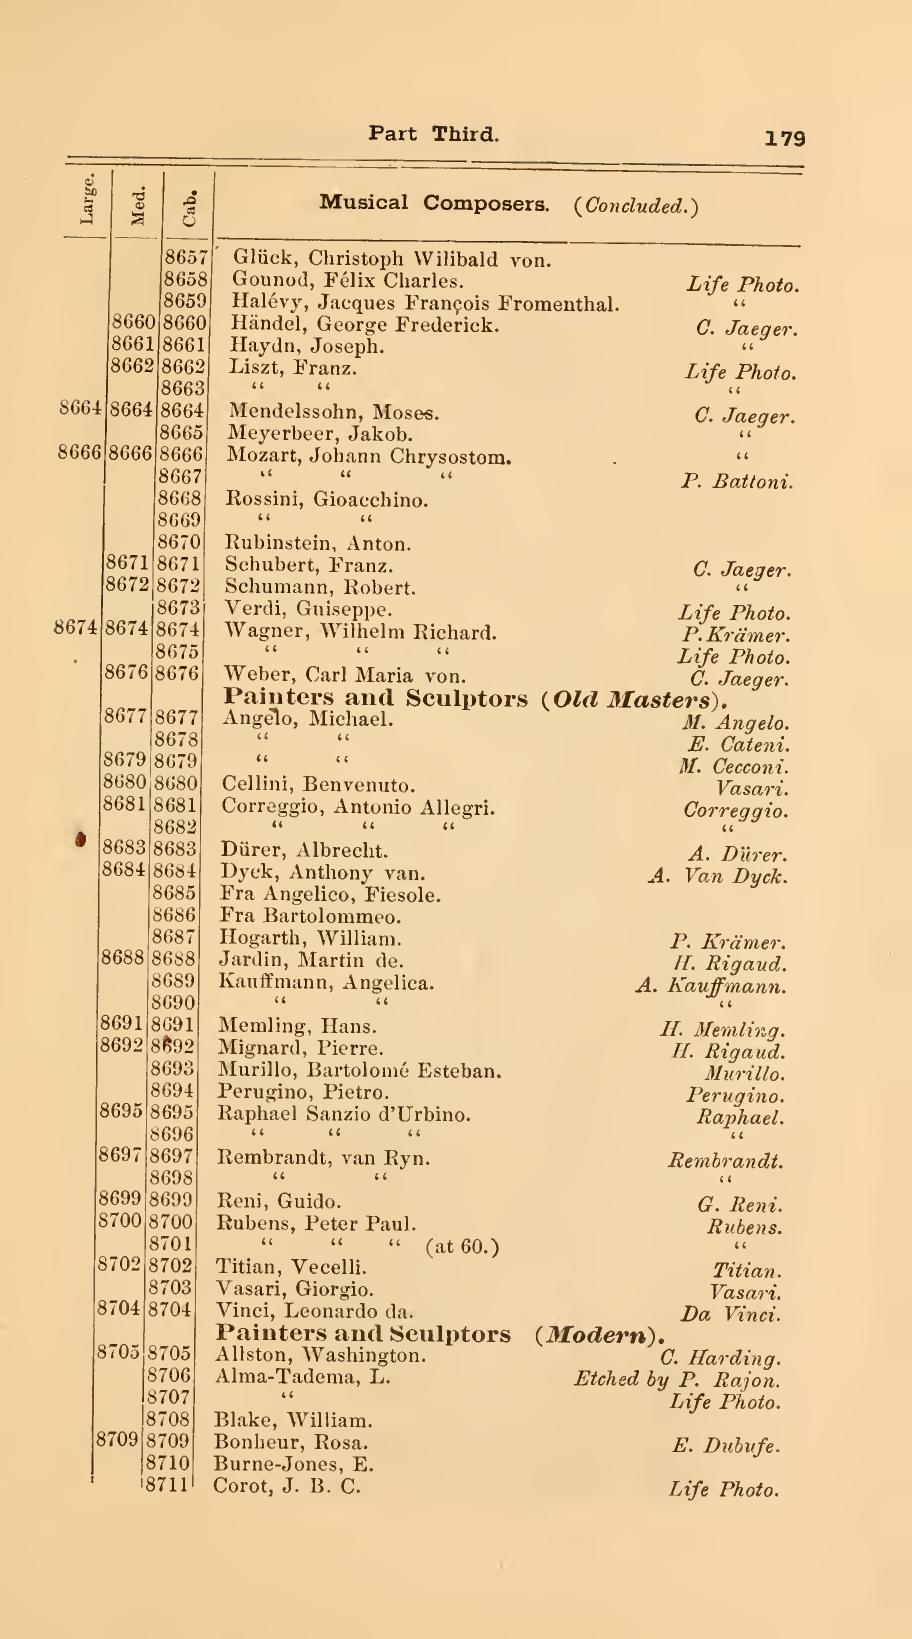 Part Third. 179
Large. Med. Cab. Musical Composers. (Concluded.)
8657 Glück, Christoph Wilibald von.
8658 Gounod, Félix Charles. Life Photo.
8659 Halévy, Jacques François Fromenthal. “
8660 8660 Händel, George Frederick. C. Jaeger.
8661 8661 Haydn, Joseph. “
8662 8662 Liszt, Franz. Life Photo.
8663 “ “ “
8664 8664 8664 Mendelssohn, Moses. C. Jaeger.
8665 Meyerbeer, Jakob. “
8666 8666 8666 Mozart, Johann Chrysostom. “
8667 “ “ “ P. Battoni.
8668 Rossini, Gioacchino.
8669 “ “
8670 Rubinstein, Anton.
8671 8671 Schubert, Franz. C. Jaeger.
8672 8672 Schumann, Robert. “
8673 Verdi, Guiseppe. Life Photo.
8674 8674 8674 Wagner, Wilhelm Richard. P. Krämer.
8675 “ “ “ Life Photo.
8676 8676 Weber, Carl Maria von. C. Jaeger.
Painters and Sculptors (Old Masters).
8677 8677 Angelo, Michael. M. Angelo.
8678 “ “ E. Cateni.
8679 8679 “ “ M. Cecconi.
8680 8680 Cellini, Benvenuto. Vasari.
8681 8681 Correggio, Antonio Allegri. Correggio.
8682 “ “ “ “
8683 8683 Dürer, Albrecht. A. Dürer.
8684 8684 Dyck, Anthony van. A. Van Dyck.
8685 Fra Angelico, Fiesole.
8686 Fra Bartolommeo.
8687 Hogarth, William. P. Krämer.
8688 8688 Jardin, Martin de. H. Rigaud.
8689 Kauffmann, Angelica. A. Kauffmann.
8690 “ “ “
8691 8691 Memling, Hans. H. Memling.
8692 8692 Mignard, Pierre. H. Rigaud.
8693 Murillo, Bartolomé Esteban. Murillo.
8694 Perugino, Pietro. Perugino.
8695 8695 Raphael Sanzio d’Urbino. Raphael.
8696 “ “ “ “
8697 8697 Rembrandt, van Ryn. Rembrandt.
8698 “ “ “
8699 8699 Reni, Guido. G. Reni.
8700 8700 Rubens, Peter Paul. Rubens.
8701 “ “ “ (at 60.) “
8702 8702 Titian, Vecelli. Titian.
8703 Vasari, Giorgio. Vasari.
8704 8704 Vinci, Leonardo da. Da Vinci.
Painters and Sculptors (Modern).
8705 8705 Allston, Washington. C. Harding.
8706 Alma-Tadema, L. Etched by P. Rajon.
8707 “ Life Photo.
8708 Blake, William.
8709 8709 Bonheur, Rosa. E. Dubufe.
8710 Burne-Jones, E.
8711 Corot, J. B. C. Life Photo.